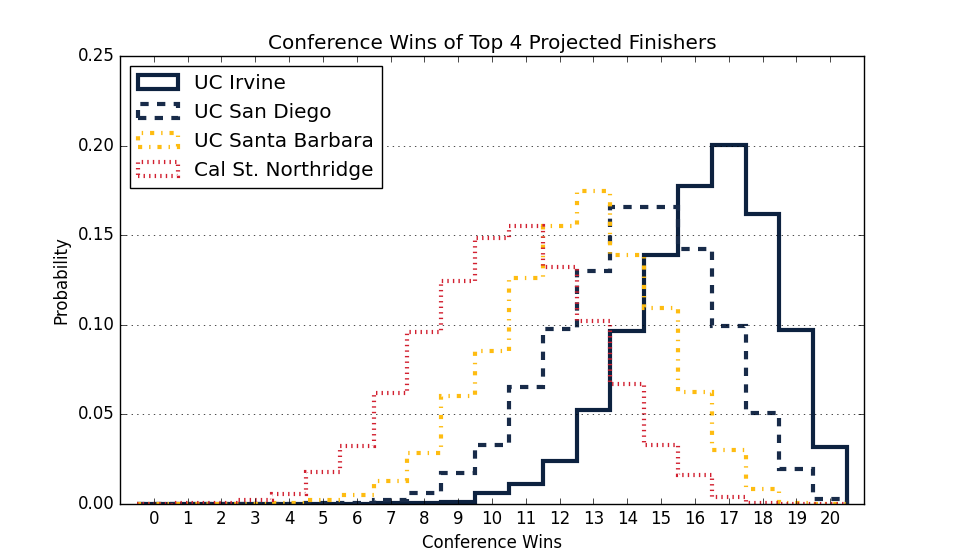 Conference Wins of Top 4 Projected Finishers
0.25
0.20
0.15
0.10
0.05
0.00
Probability
UC Irvine
UC San Diego
UC Santa Barbara
Cal St. Northridge
0 1 2 3 4 5 6 7 8 9 10 11 12 13 14 15 16 17 18 19 20
Conference Wins